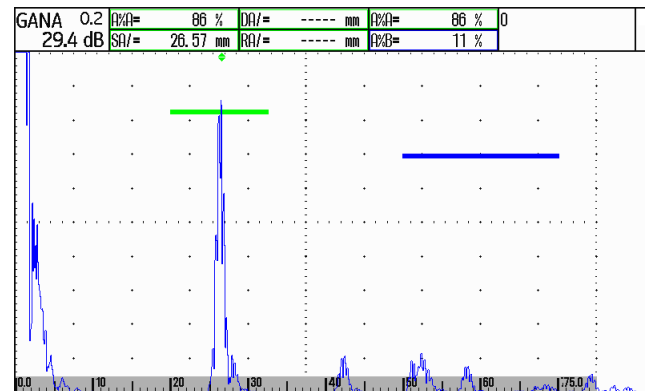 GANA 0.2 A%A= 86 % DA/= ----- mm A%A= 86 % 0
29.4 dB SA/= 26.57 mm RA/= ----- mm A%B= 11 %
0.0 10 20 30 40 50 60 75.0